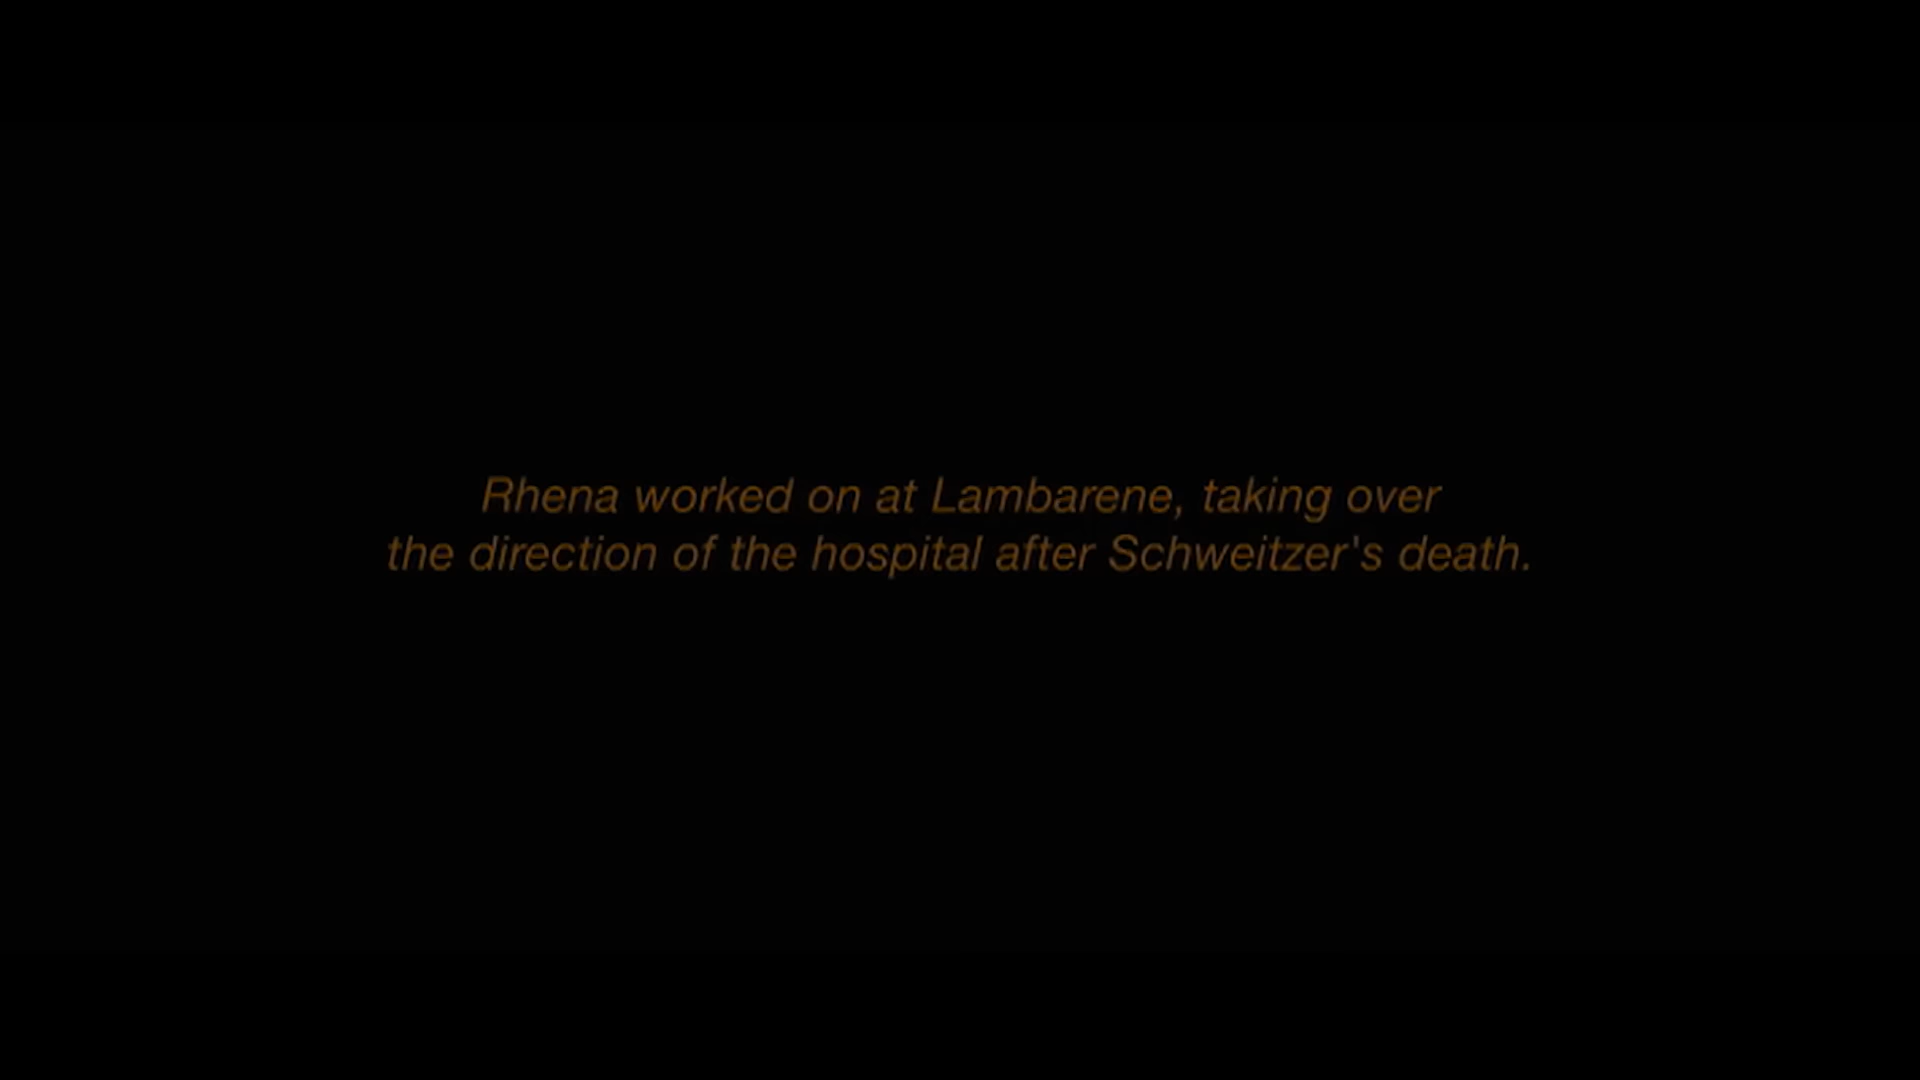 Rhena worked on at Lambarene, taking over
the direction of the hospital after Schweitzer's death.